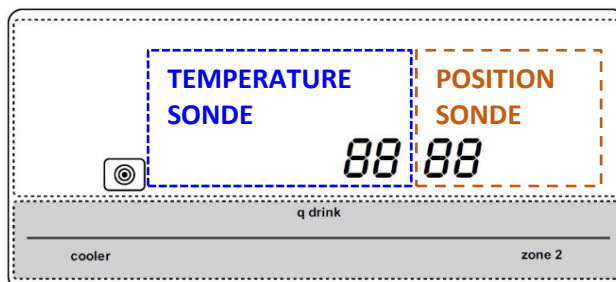 TEMPERATURE
SONDE
POSITION
SONDE
88 88
q drink
cooler zone 2